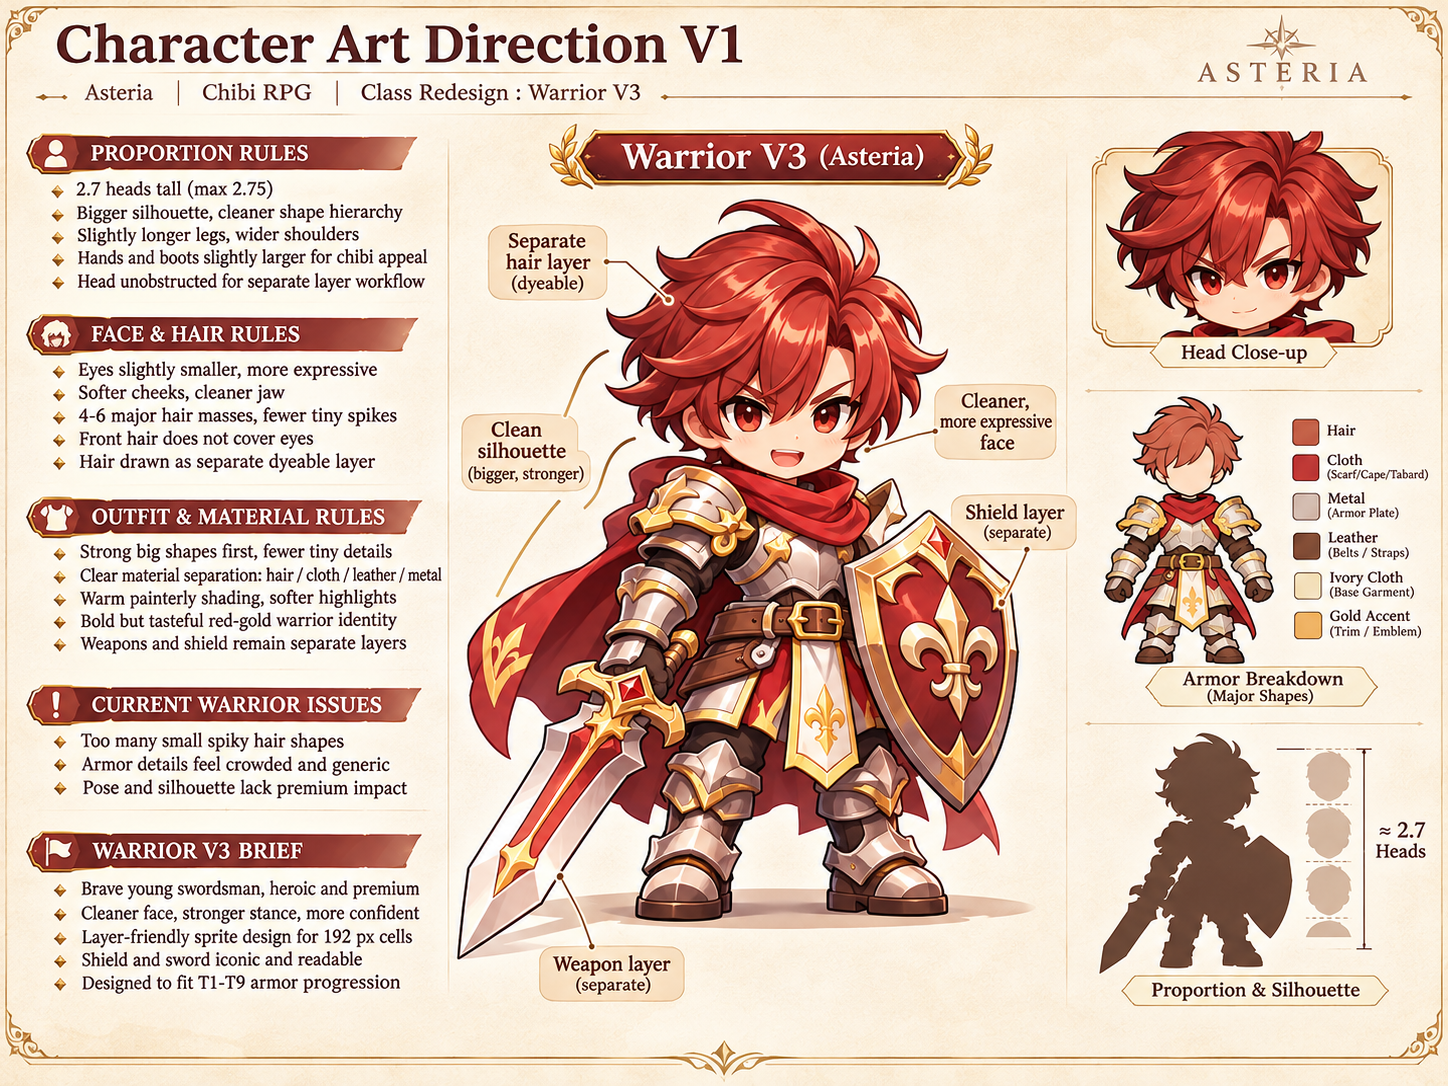 Character Art Direction V1
Asteria | Chibi RPG | Class Redesign : Warrior V3
ASTERIA
PROPORTION RULES
2.7 heads tall (max 2.75)
Bigger silhouette, cleaner shape hierarchy
Slightly longer legs, wider shoulders
Hands and boots slightly larger for chibi appeal
Head unobstructed for separate layer workflow
FACE & HAIR RULES
Eyes slightly smaller, more expressive
Softer cheeks, cleaner jaw
4-6 major hair masses, fewer tiny spikes
Front hair does not cover eyes
Hair drawn as separate dyeable layer
OUTFIT & MATERIAL RULES
Strong big shapes first, fewer tiny details
Clear material separation: hair / cloth / leather / metal
Warm painterly shading, softer highlights
Bold but tasteful red-gold warrior identity
Weapons and shield remain separate layers
CURRENT WARRIOR ISSUES
Too many small spiky hair shapes
Armor details feel crowded and generic
Pose and silhouette lack premium impact
WARRIOR V3 BRIEF
Brave young swordsman, heroic and premium
Cleaner face, stronger stance, more confident
Layer-friendly sprite design for 192 px cells
Shield and sword iconic and readable
Designed to fit T1-T9 armor progression
Warrior V3 (Asteria)
Separate
hair layer
(dyeable)
Clean
silhouette
(bigger, stronger)
Cleaner,
more expressive
face
Shield layer
(separate)
Weapon layer
(separate)
Head Close-up
Hair
Cloth
(Scarf/Cape/Tabard)
Metal
(Armor Plate)
Leather
(Belts / Straps)
Ivory Cloth
(Base Garment)
Gold Accent
(Trim / Emblem)
Armor Breakdown
(Major Shapes)
≈ 2.7
Heads
Proportion & Silhouette